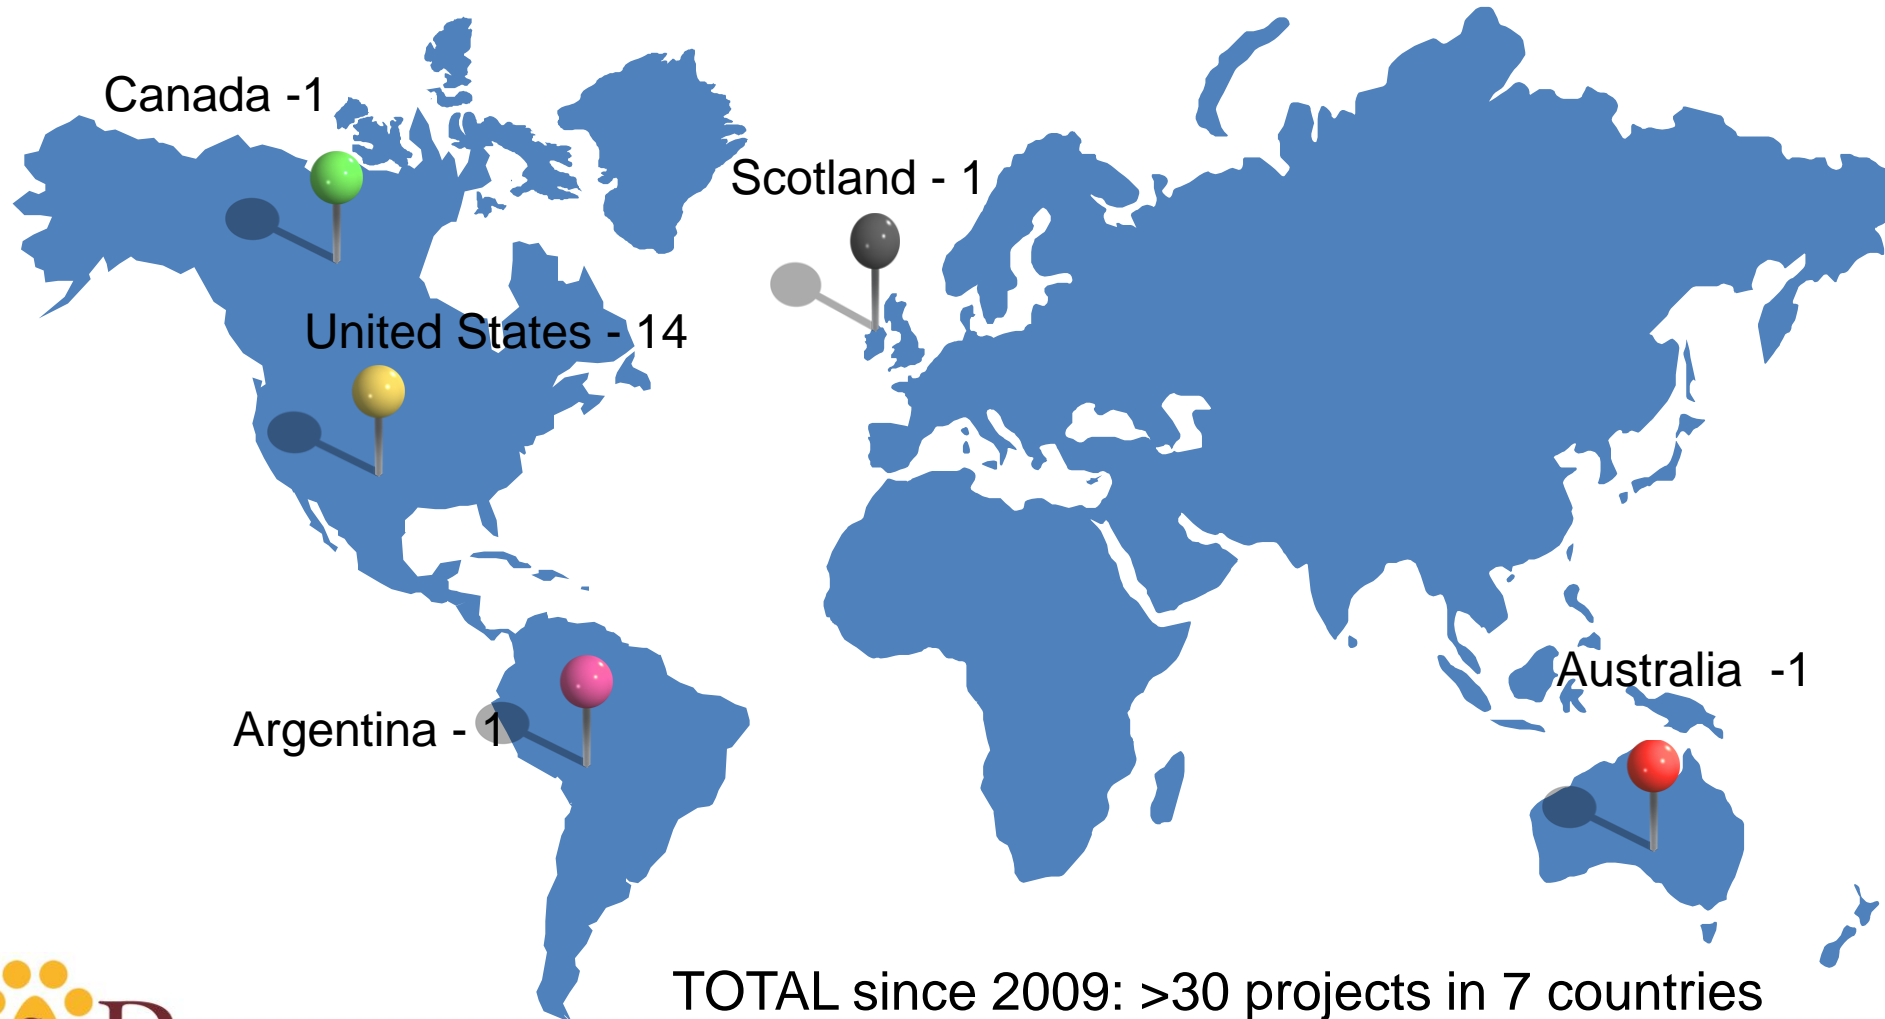 Canada -1
Scotland - 1
United States - 14
Australia  -1
Argentina - 1
TOTAL since 2009: >30 projects in 7 countries